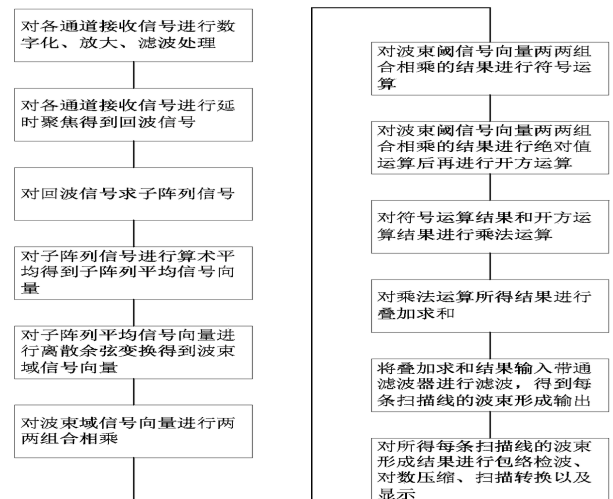 对各通道接收信号进行数
字化、放大、滤波处理
对各通道接收信号进行延
时聚焦得到回波信号
对回波信号求子阵列信号
对子阵列信号进行算术平
均得到子阵列平均信号向
量
对子阵列平均信号向量进
行离散余弦变换得到波束
域信号向量
对波束域信号向量进行两
两组合相乘
对波束阈信号向量两两组
合相乘的结果进行符号运
算
对波束阈信号向量两两组
合相乘的结果进行绝对值
运算后再进行开方运算
对符号运算结果和开方运
算结果进行乘法运算
对乘法运算所得结果进行
叠加求和
将叠加求和结果输入带通
滤波器进行滤波，得到每
条扫描线的波束形成输出
对所得每条扫描线的波束
形成结果进行包络检波、
对数压缩、扫描转换以及
显示